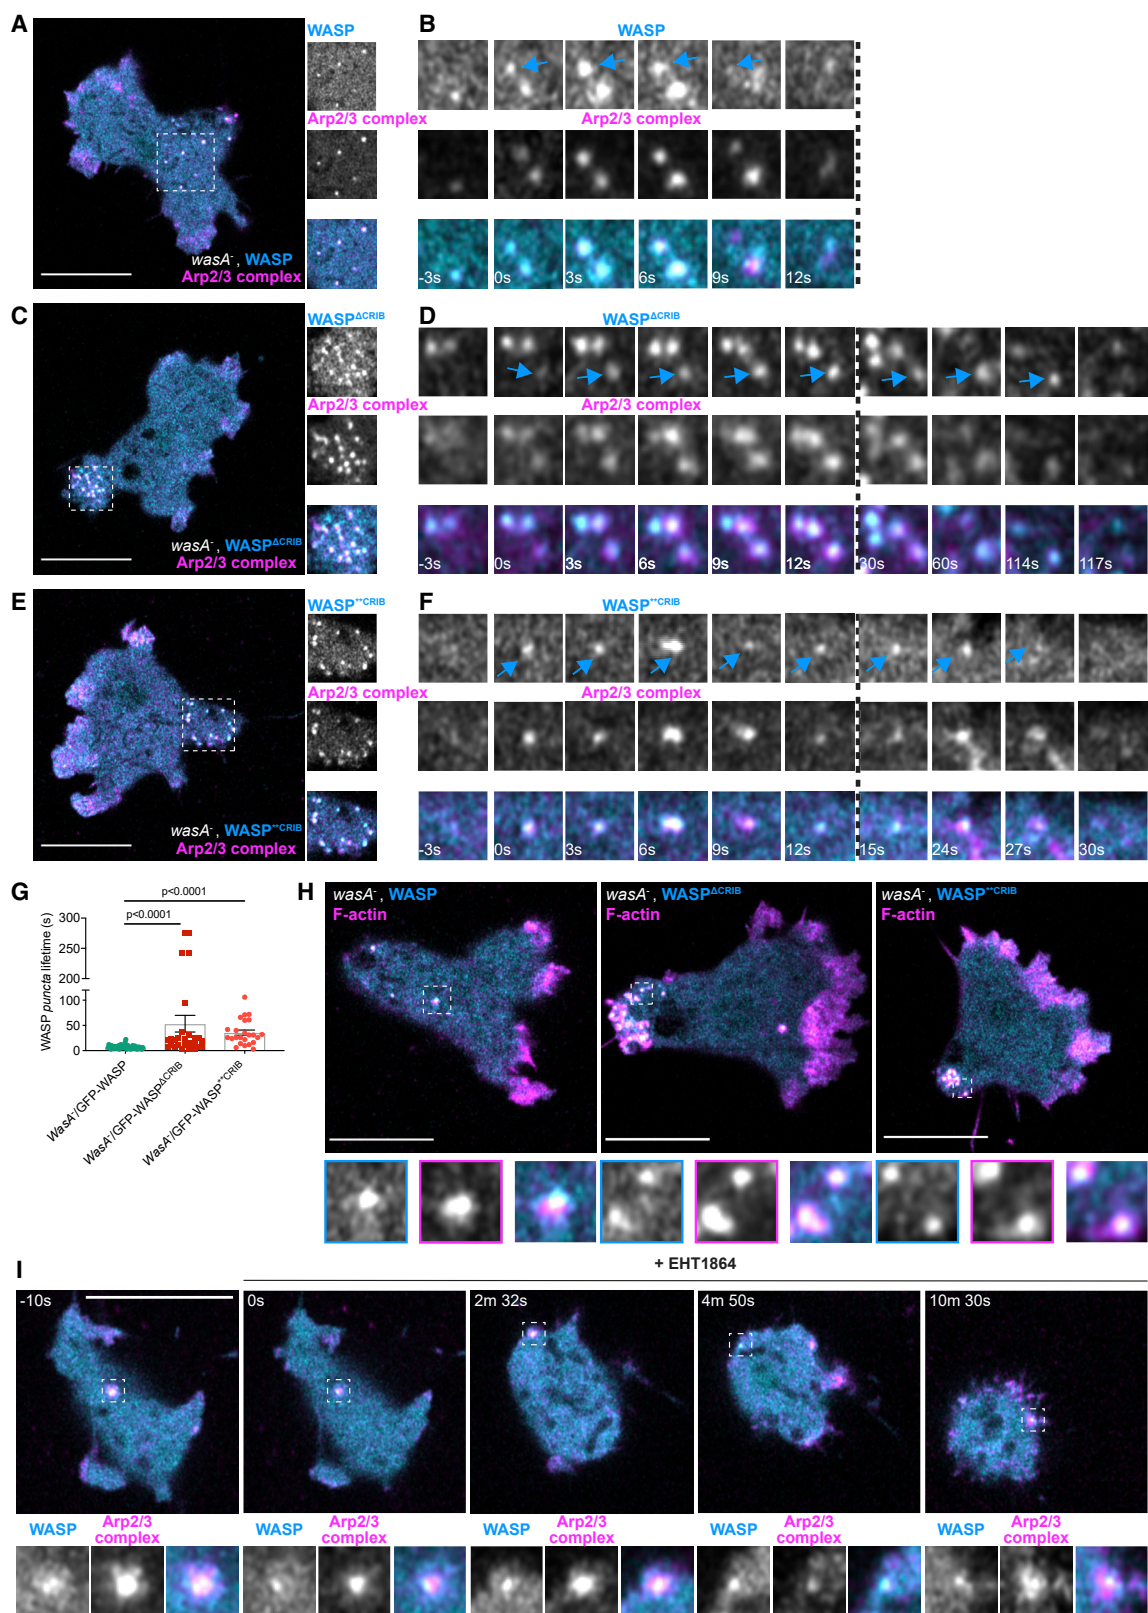 A
WASP
Arp2/3 complex
wasA-, WASP
Arp2/3 complex
B
WASP
Arp2/3 complex
-3s 0s 3s 6s 9s 12s
C
WASPΔCRIB
Arp2/3 complex
wasA-, WASPΔCRIB
Arp2/3 complex
D
WASPΔCRIB
Arp2/3 complex
-3s 0s 3s 6s 9s 12s 30s 60s 114s 117s
E
WASP**CRIB
Arp2/3 complex
wasA-, WASP**CRIB
Arp2/3 complex
F
WASP**CRIB
Arp2/3 complex
-3s 0s 3s 6s 9s 12s 15s 24s 27s 30s
G
p<0.0001
p<0.0001
WASP puncta lifetime (s)
300
250
200
100
50
0
WasA-/GFP-WASP
WasA-/GFP-WASPΔCRIB
WasA-/GFP-WASP**CRIB
H
wasA-, WASP
F-actin
wasA-, WASPΔCRIB
F-actin
wasA-, WASP**CRIB
F-actin
I
+ EHT1864
-10s 0s 2m 32s 4m 50s 10m 30s
WASP Arp2/3 complex WASP Arp2/3 complex WASP Arp2/3 complex WASP Arp2/3 complex WASP Arp2/3 complex